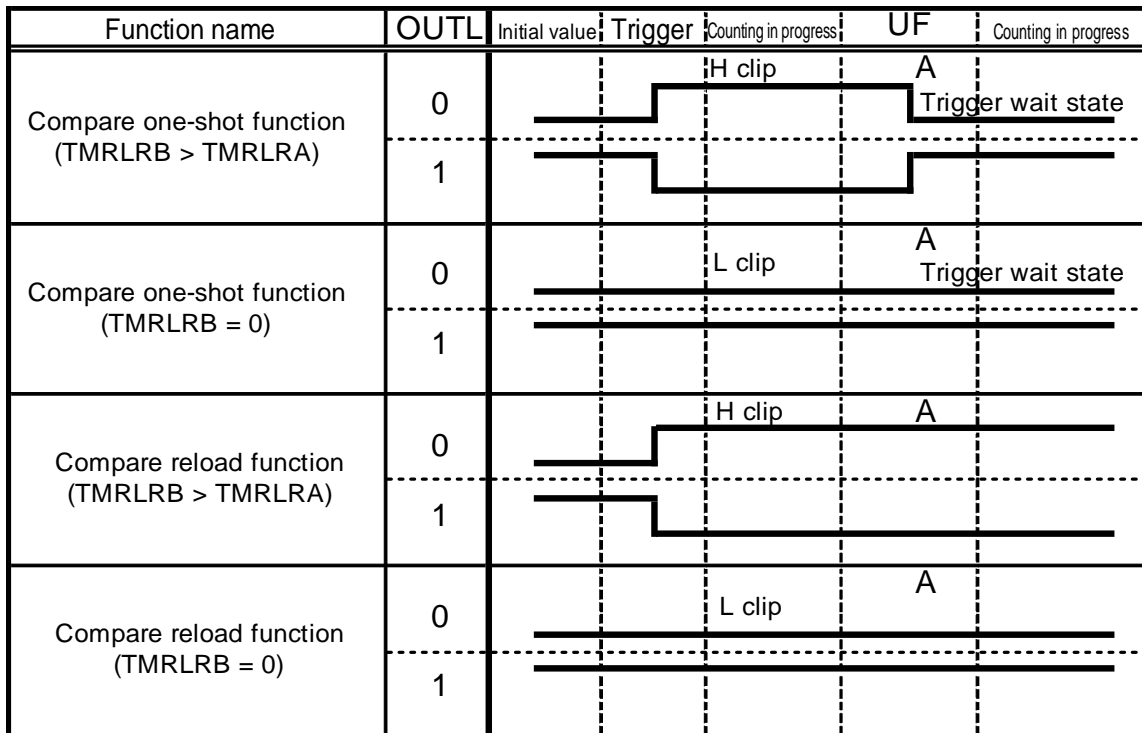 Function name OUTL Initial value Trigger Counting in progress UF Counting in progress
Compare one-shot function
(TMRLRB > TMRLRA)
0
H clip
A
Trigger wait state
1
Compare one-shot function
(TMRLRB = 0)
0
L clip
A
Trigger wait state
1
Compare reload function
(TMRLRB > TMRLRA)
0
H clip
A
1
Compare reload function
(TMRLRB = 0)
0
L clip
A
1